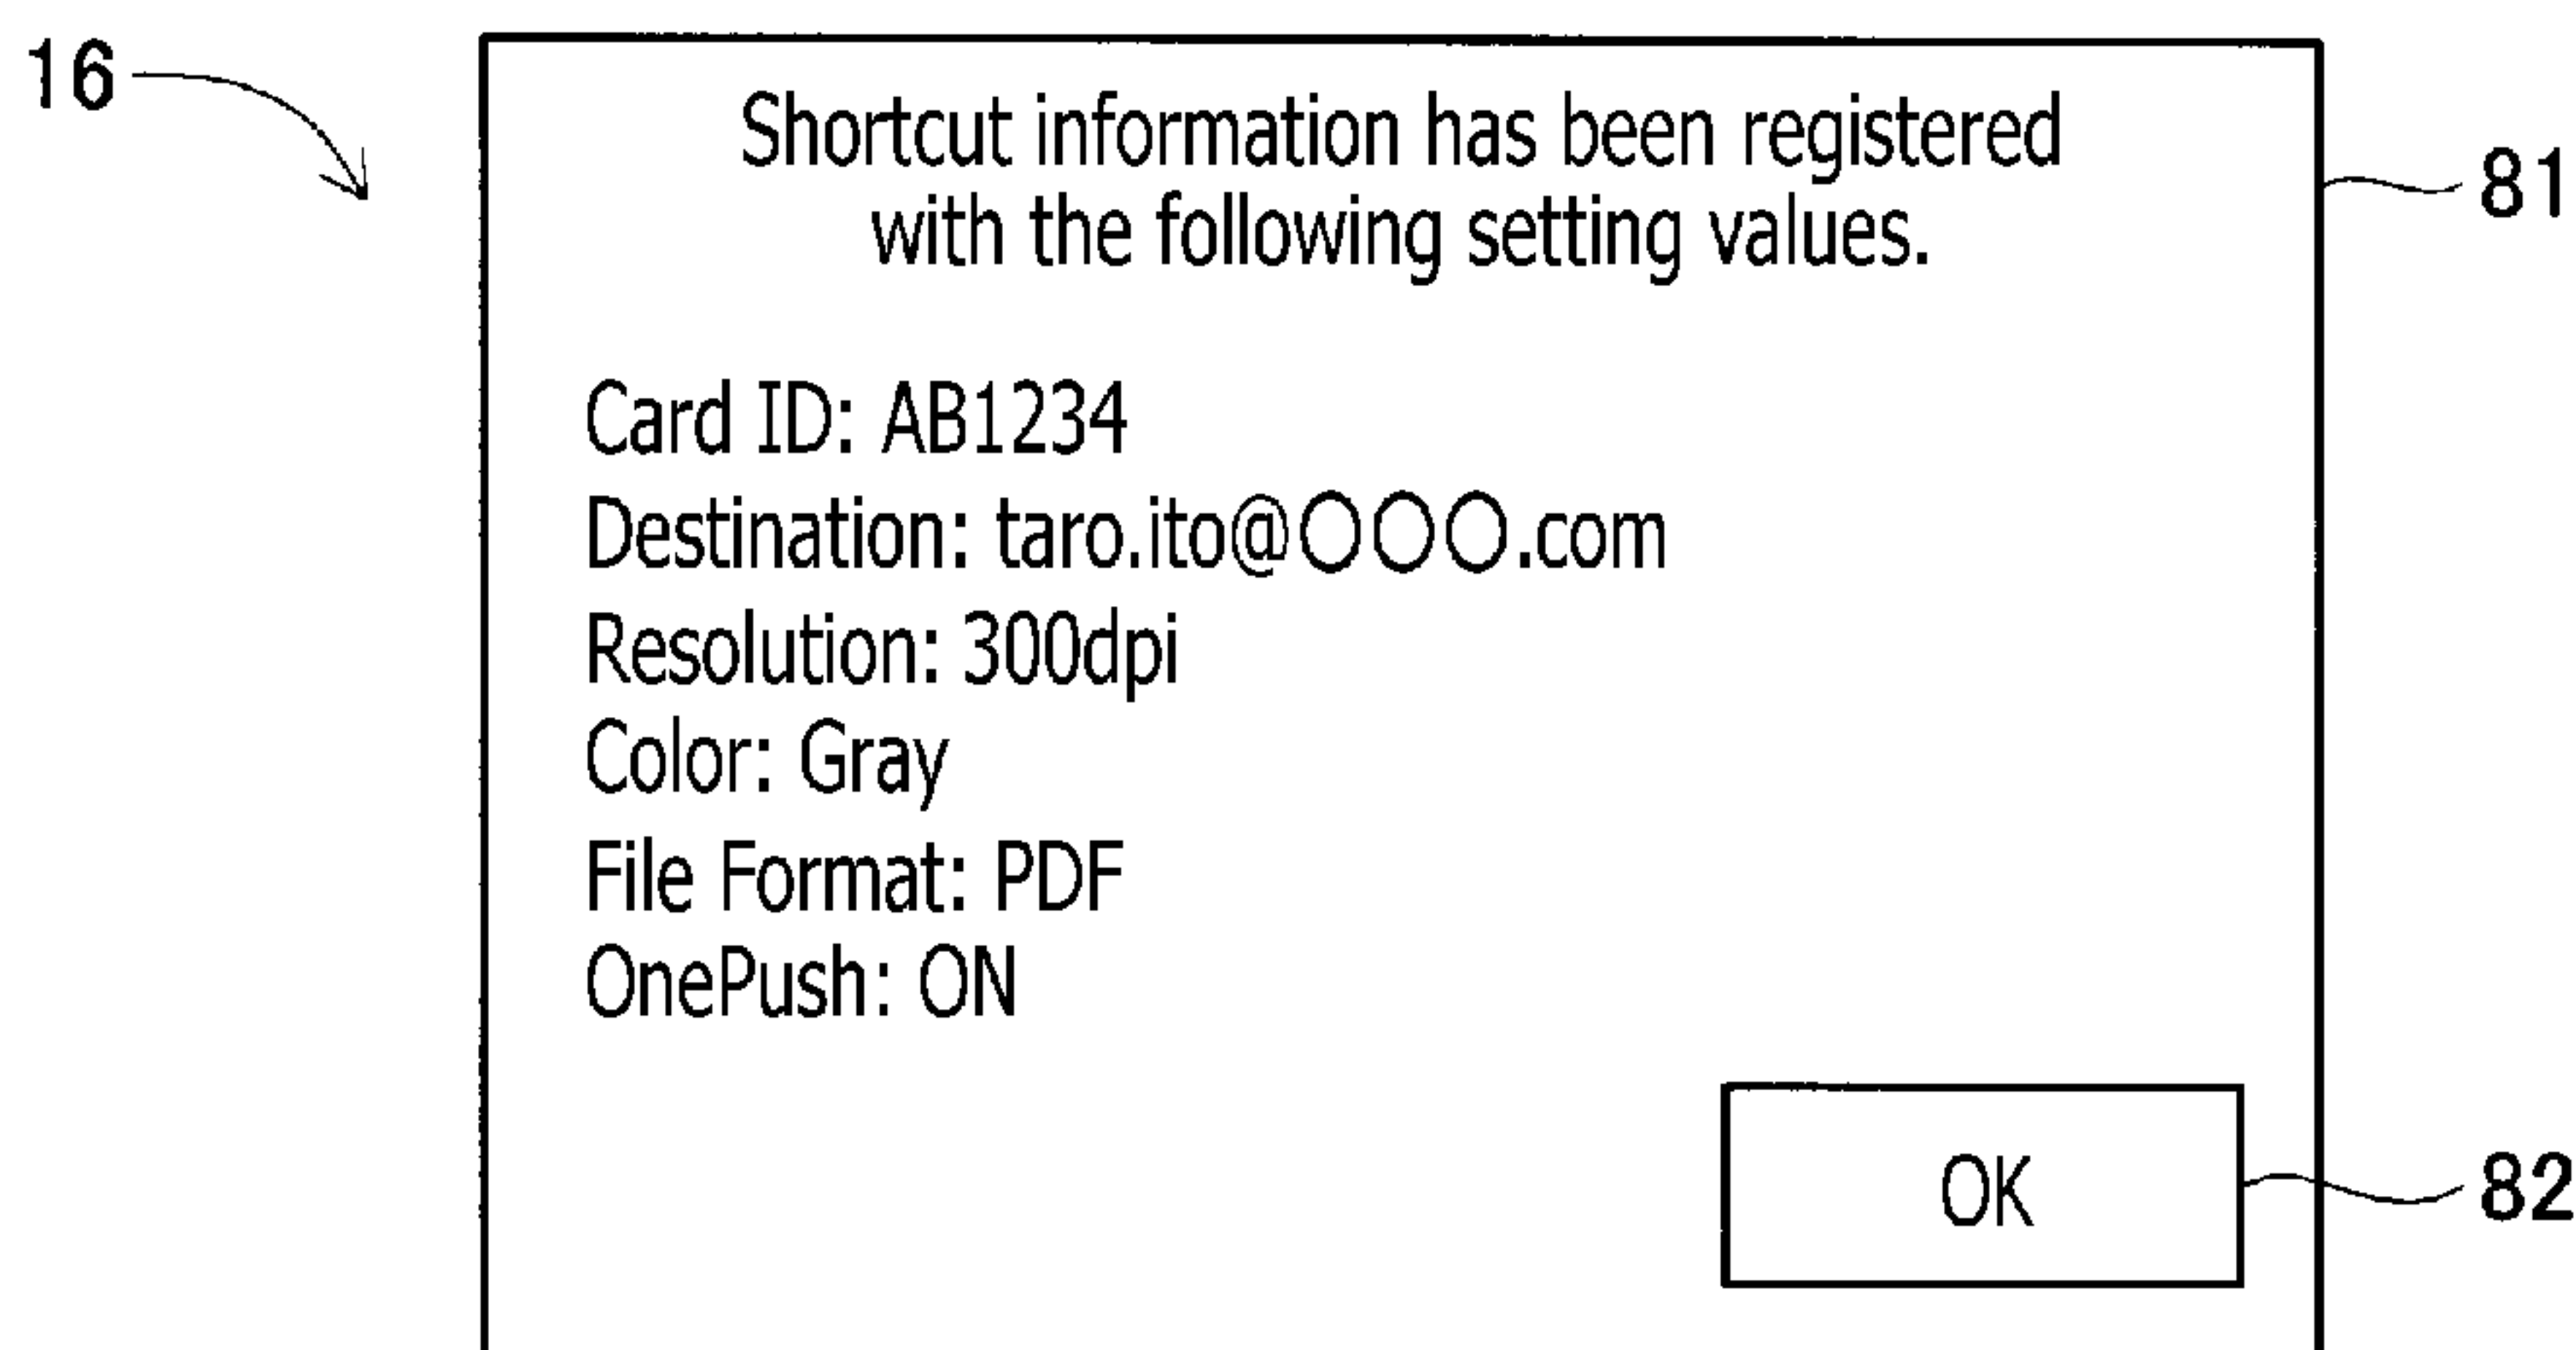 16
Shortcut information has been registered
81
with the following setting values.
Card ID: AB1234
Destination: taro.ito@○○○.com
Resolution: 300dpi
Color: Gray
File Format: PDF
OnePush: ON
OK
82